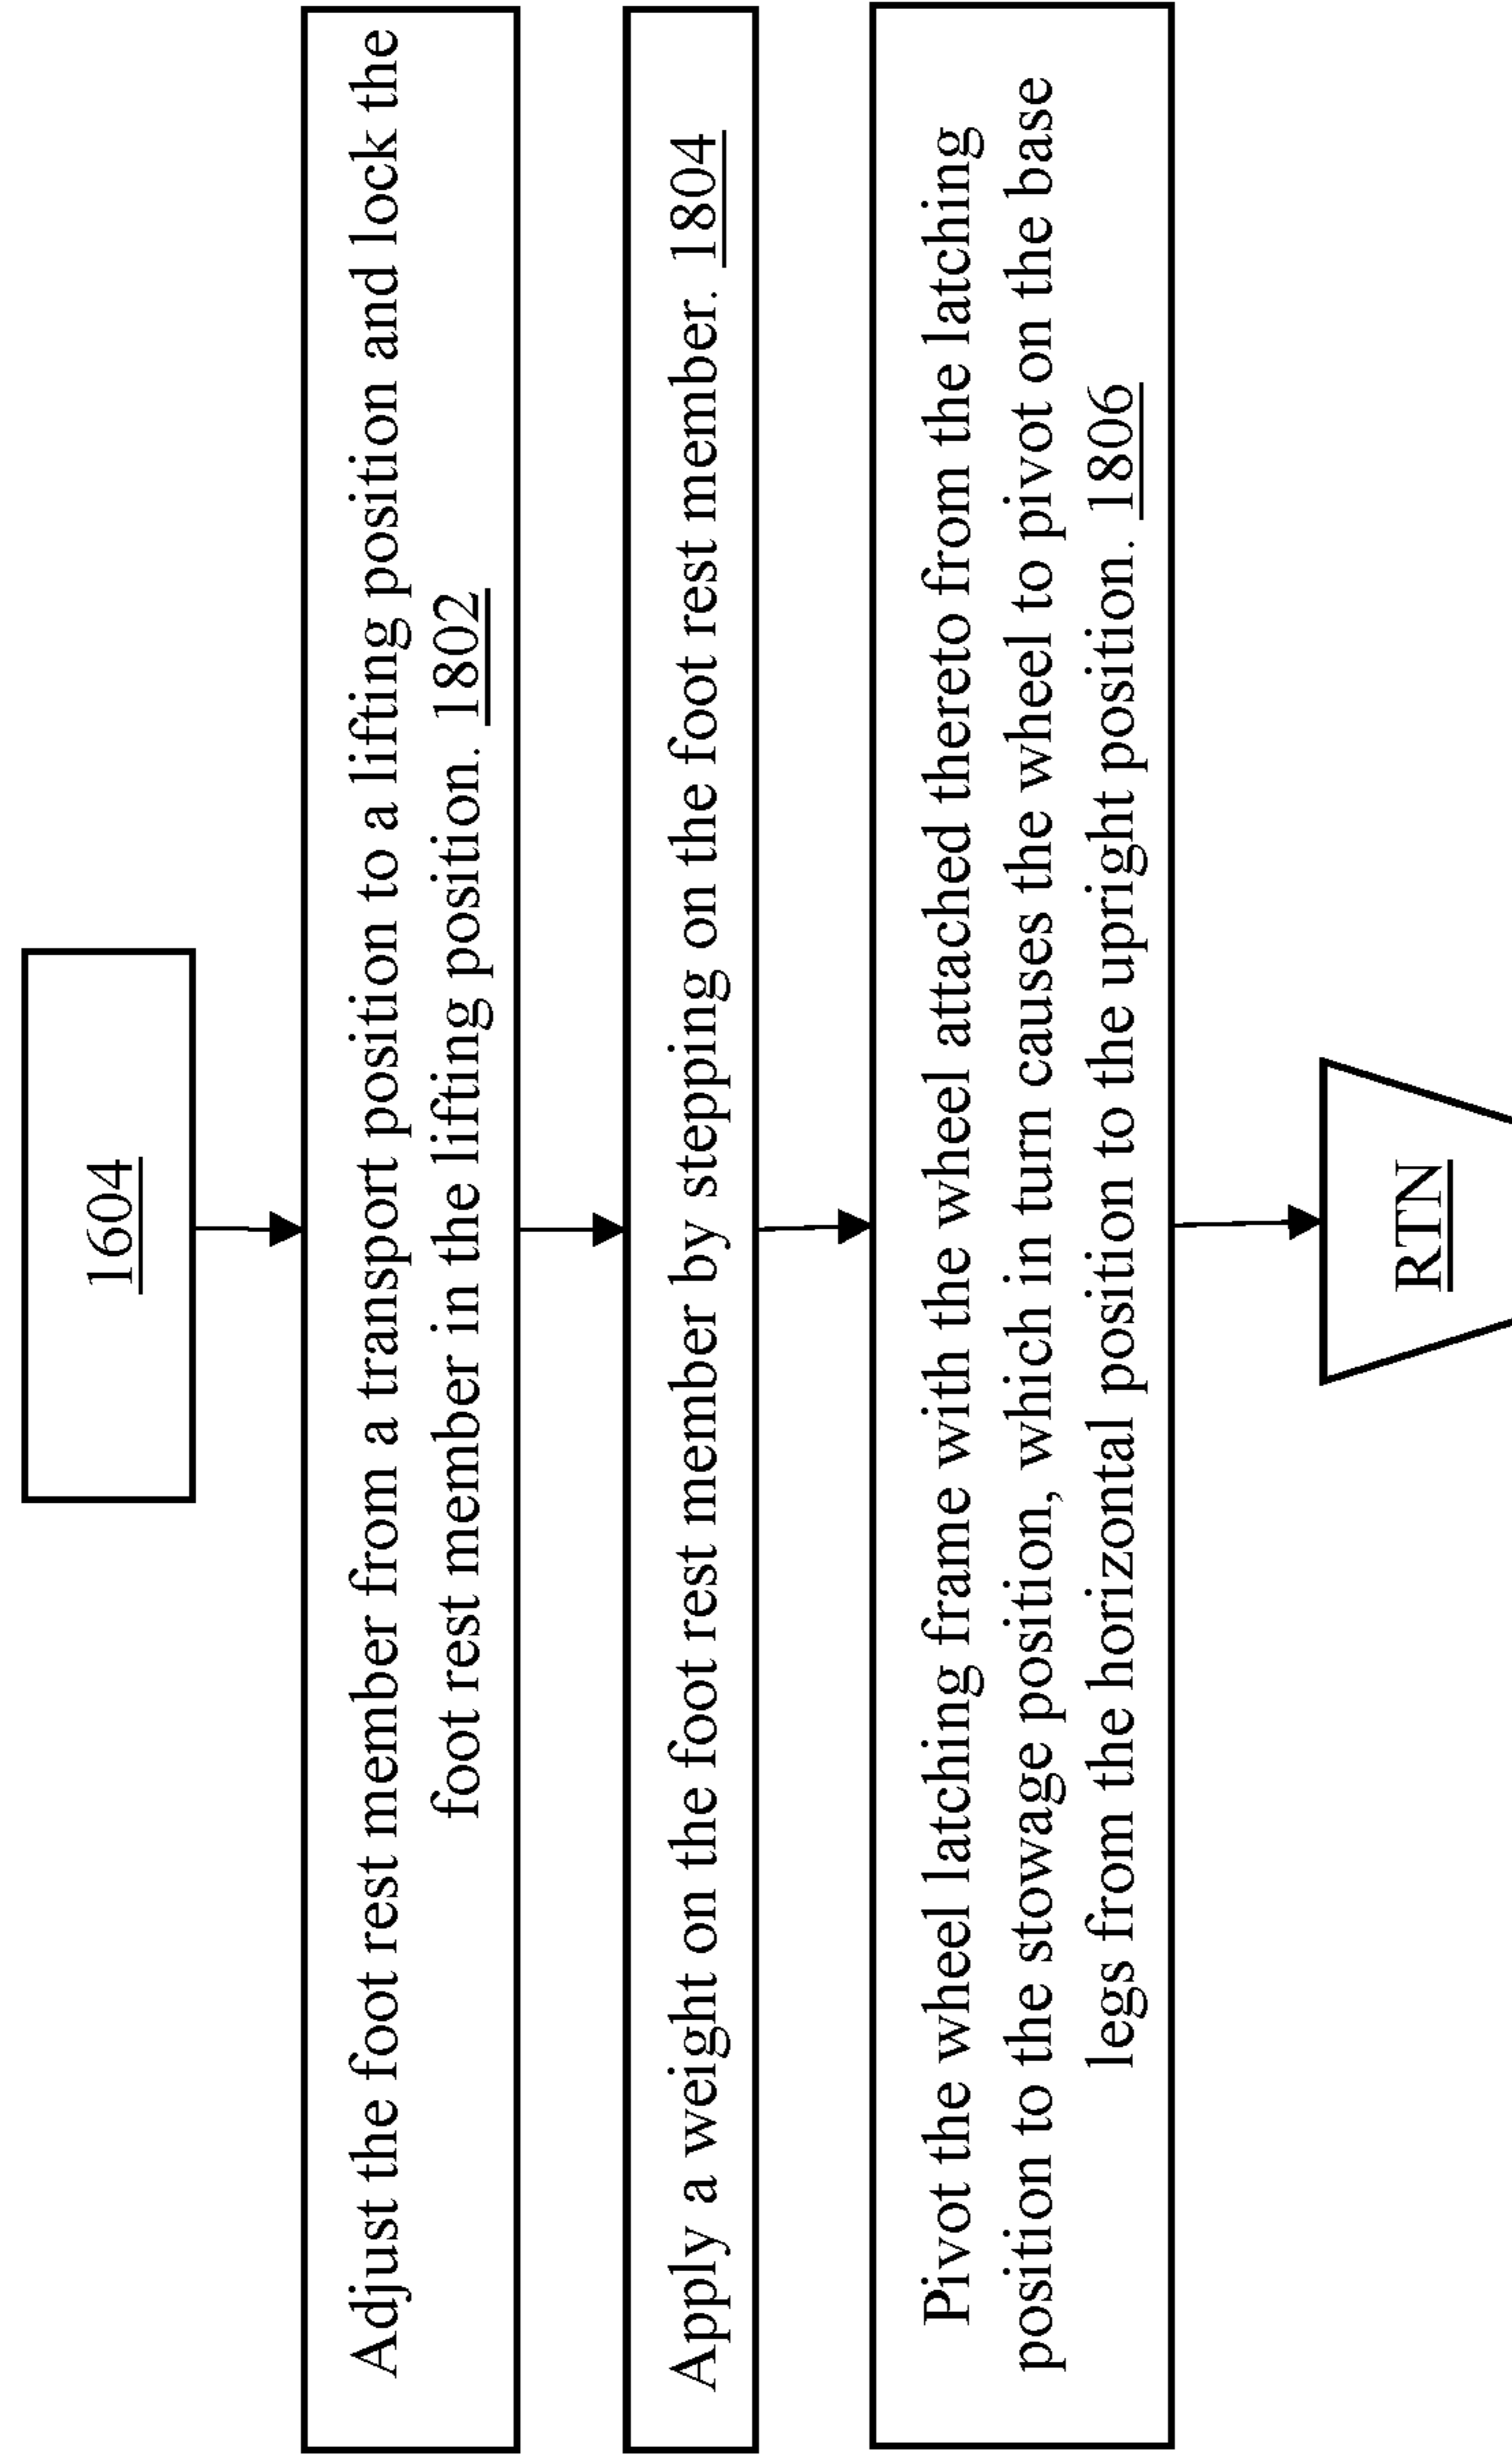 1604
Adjust the foot rest member from a transport position to a lifting position and lock the
foot rest member in the lifting position. 1802
Apply a weight on the foot rest member by stepping on the foot rest member. 1804
Pivot the wheel latching frame with the wheel attached thereto from the latching
position to the stowage position, which in turn causes the wheel to pivot on the base
legs from the horizontal position to the upright position. 1806
RTN